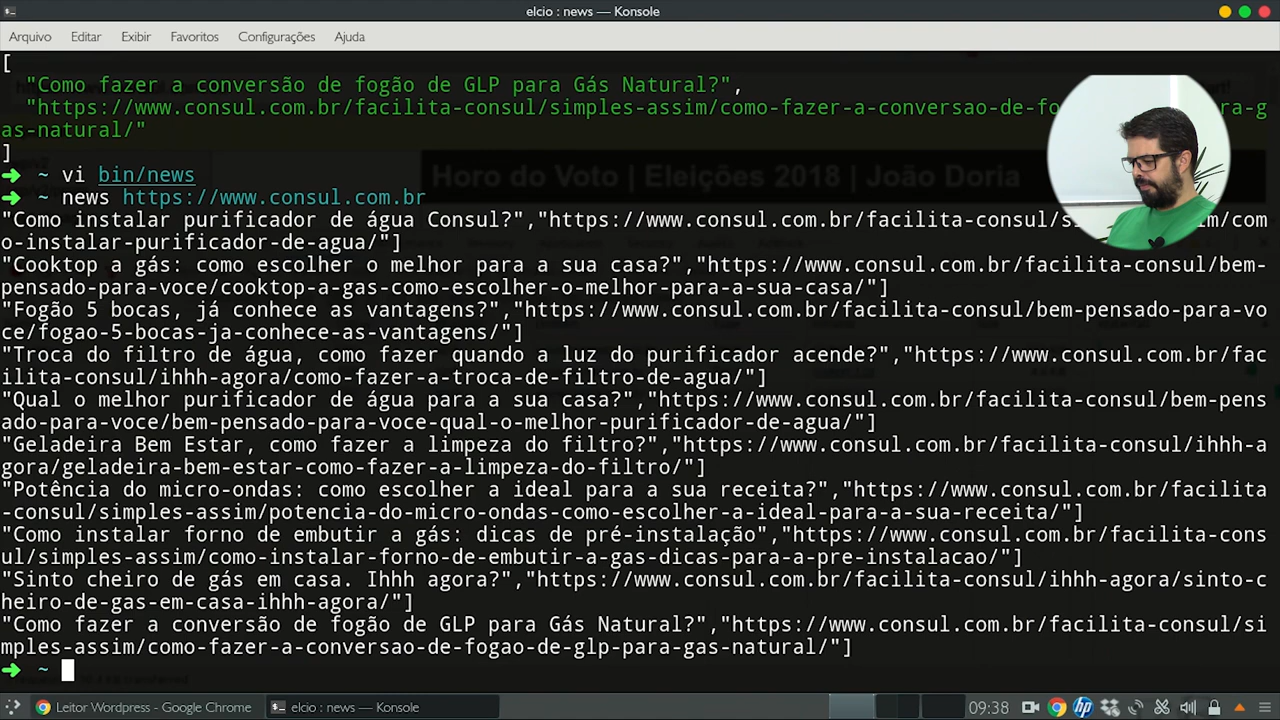 elcio : news — Konsole
Arquivo Editar Exibir Favoritos Configurações Ajuda
[
"Como fazer a conversão de fogão de GLP para Gás Natural?",
"https://www.consul.com.br/facilita-consul/simples-assim/como-fazer-a-conversao-de-fo ra-g
as-natural/"
]
➜ ~ vi bin/news
Horo do Voto | Eleições 2018 | João Doria
➜ ~ news https://www.consul.com.br
"Como instalar purificador de água Consul?","https://www.consul.com.br/facilita-consul/s /com
o-instalar-purificador-de-agua/"]
"Cooktop a gás: como escolher o melhor para a sua casa?","https://www.consul.com.br/facilita-consul/bem-
pensado-para-voce/cooktop-a-gas-como-escolher-o-melhor-para-a-sua-casa/"]
"Fogão 5 bocas, já conhece as vantagens?","https://www.consul.com.br/facilita-consul/bem-pensado-para-vo
ce/fogao-5-bocas-ja-conhece-as-vantagens/"]
"Troca do filtro de água, como fazer quando a luz do purificador acende?","https://www.consul.com.br/fac
ilita-consul/ihhh-agora/como-fazer-a-troca-de-filtro-de-agua/"]
"Qual o melhor purificador de água para a sua casa?","https://www.consul.com.br/facilita-consul/bem-pens
ado-para-voce/bem-pensado-para-voce-qual-o-melhor-purificador-de-agua/"]
"Geladeira Bem Estar, como fazer a limpeza do filtro?","https://www.consul.com.br/facilita-consul/ihhh-a
gora/geladeira-bem-estar-como-fazer-a-limpeza-do-filtro/"]
"Potência do micro-ondas: como escolher a ideal para a sua receita?","https://www.consul.com.br/facilita
-consul/simples-assim/potencia-do-micro-ondas-como-escolher-a-ideal-para-a-sua-receita/"]
"Como instalar forno de embutir a gás: dicas de pré-instalação","https://www.consul.com.br/facilita-cons
ul/simples-assim/como-instalar-forno-de-embutir-a-gas-dicas-para-a-pre-instalacao/"]
"Sinto cheiro de gás em casa. Ihhh agora?","https://www.consul.com.br/facilita-consul/ihhh-agora/sinto-c
heiro-de-gas-em-casa-ihhh-agora/"]
"Como fazer a conversão de fogão de GLP para Gás Natural?","https://www.consul.com.br/facilita-consul/si
mples-assim/como-fazer-a-conversao-de-fogao-de-glp-para-gas-natural/"]
➜ ~
Leitor Wordpress - Google Chrome elcio : news — Konsole 09:38 hp